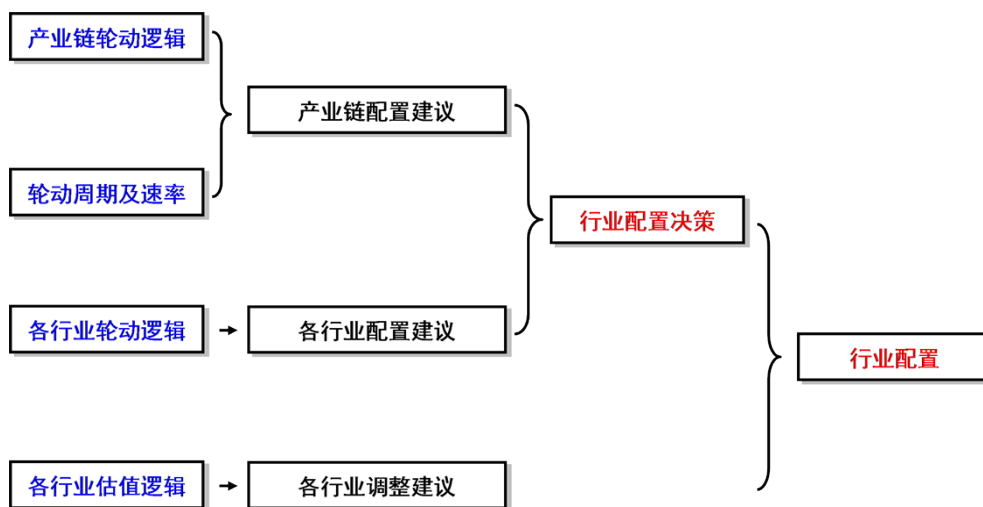 产业链轮动逻辑
产业链配置建议
轮动周期及速率
行业配置决策
各行业轮动逻辑
各行业配置建议
行业配置
各行业估值逻辑
各行业调整建议